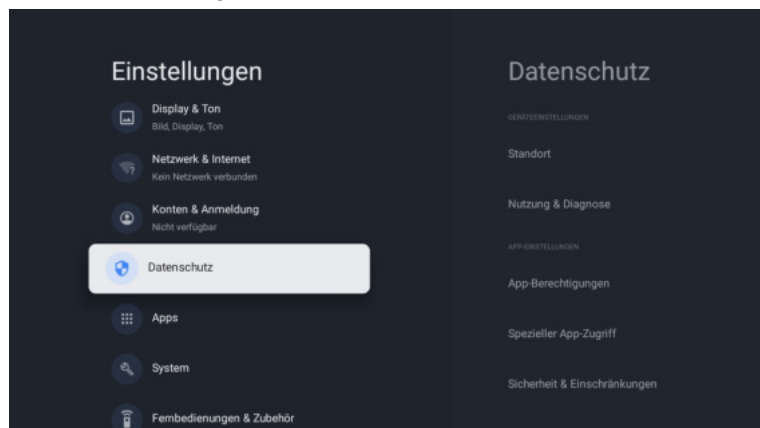 Einstellungen
Display & Ton
Bild, Display, Ton
Netzwerk & Internet
Kein Netzwerk verbunden
Konten & Anmeldung
Nicht verfügbar
Datenschutz
Apps
System
Fernbedienungen & Zubehör
Datenschutz
GERÄTEEINSTELLUNGEN
Standort
Nutzung & Diagnose
APP-EINSTELLUNGEN
App-Berechtigungen
Spezieller App-Zugriff
Sicherheit & Einschränkungen